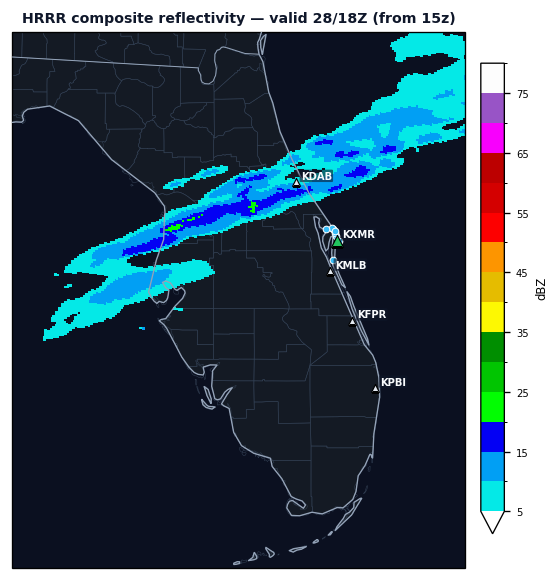 HRRR composite reflectivity — valid 28/18Z (from 15z)
75
65
55
45
35
25
15
5
dBZ
KDAB
KXMR
KMLB
KFPR
KPBI